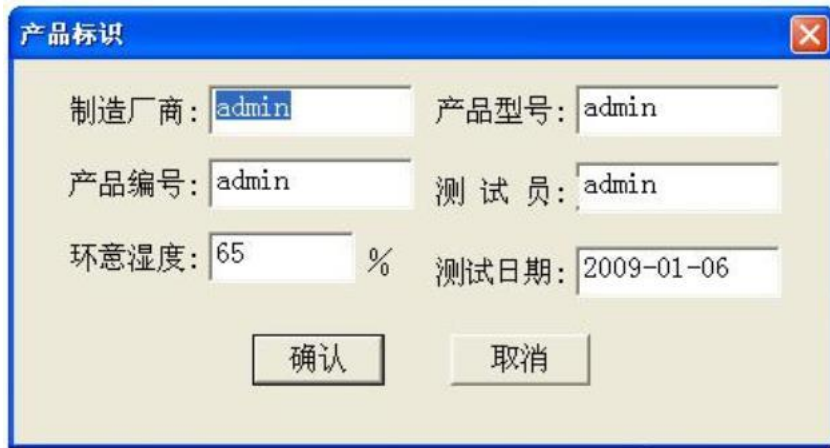 产品标识
制造厂商: admin 产品型号: admin
产品编号: admin 测 试 员: admin
环意湿度: 65 % 测试日期: 2009-01-06
确认 取消